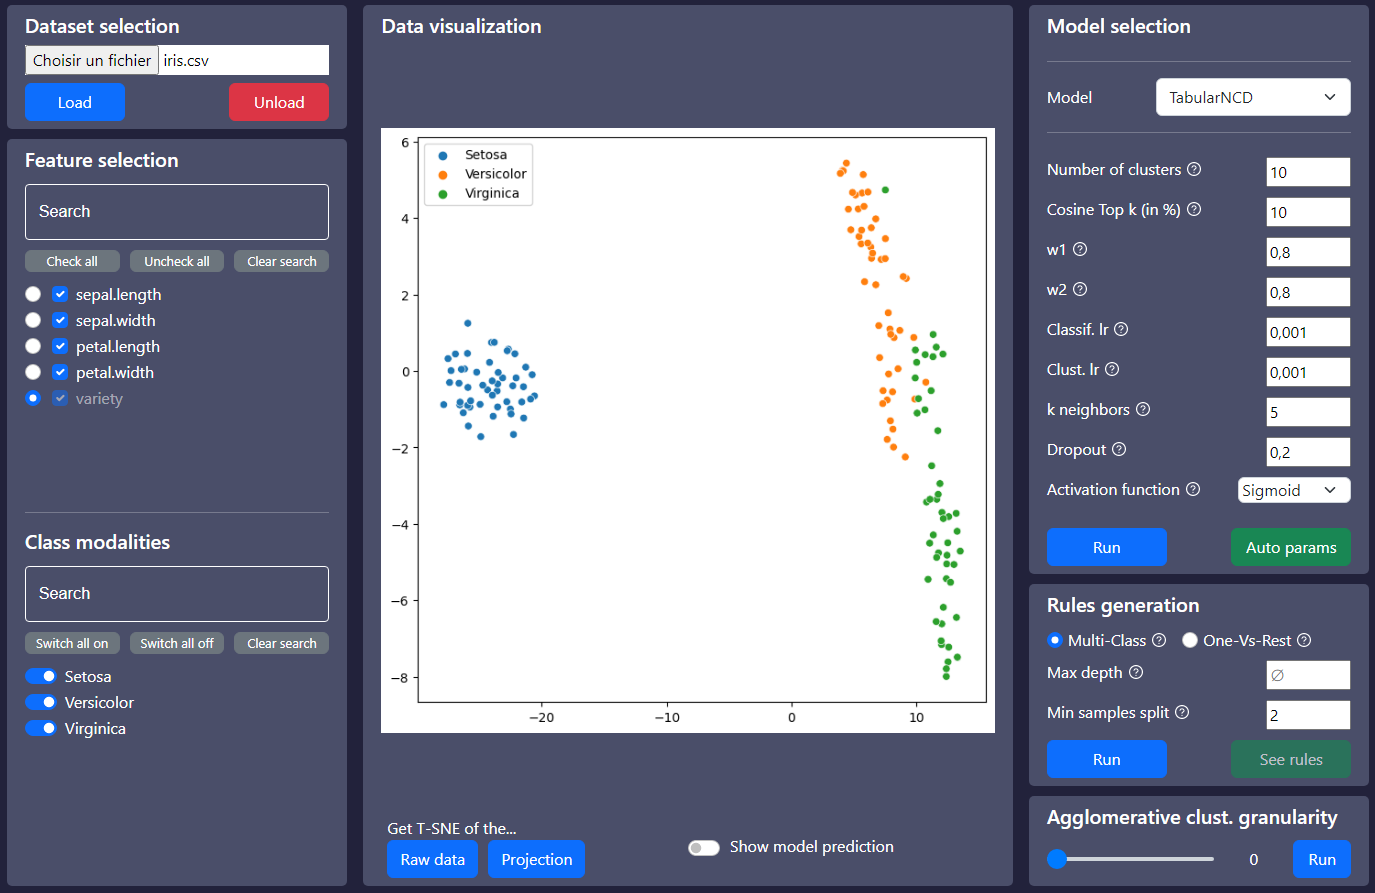 Dataset selection
Choisir un fichier iris.csv
Load Unload
Feature selection
Search
Check all Uncheck all Clear search
sepal.length
sepal.width
petal.length
petal.width
variety
Class modalities
Search
Switch all on Switch all off Clear search
Setosa
Versicolor
Virginica
Data visualization
Setosa
Versicolor
Virginica
6
4
2
0
−2
−4
−6
−8
−20 −10 0 10
Get T-SNE of the...
Raw data Projection
Show model prediction
Model selection
Model TabularNCD
Number of clusters ? 10
Cosine Top k (in %) ? 10
w1 ? 0,8
w2 ? 0,8
Classif. lr ? 0,001
Clust. lr ? 0,001
k neighbors ? 5
Dropout ? 0,2
Activation function ? Sigmoid
Run Auto params
Rules generation
Multi-Class ? One-Vs-Rest ?
Max depth ? ∅
Min samples split ? 2
Run See rules
Agglomerative clust. granularity
0 Run